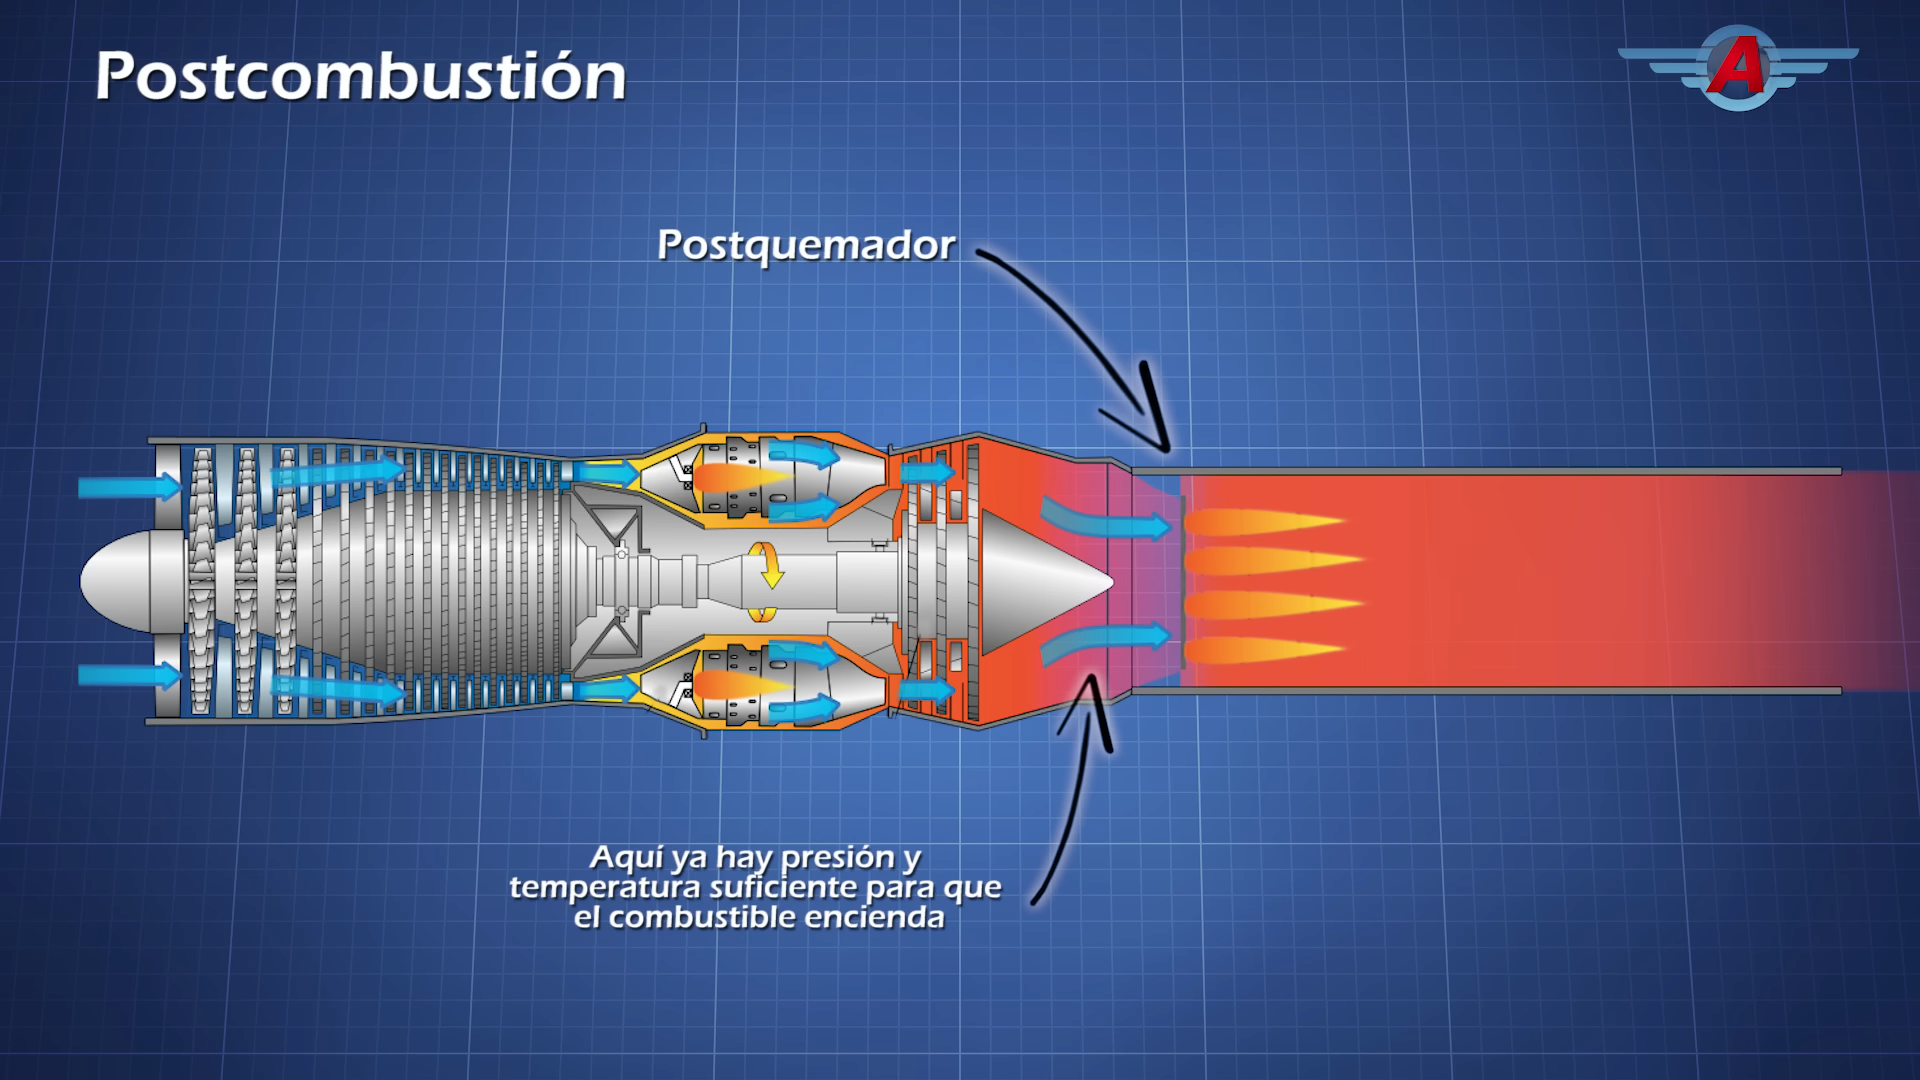 Postcombustión
A
Postquemador
Aquí ya hay presión y
temperatura suficiente para que
el combustible encienda